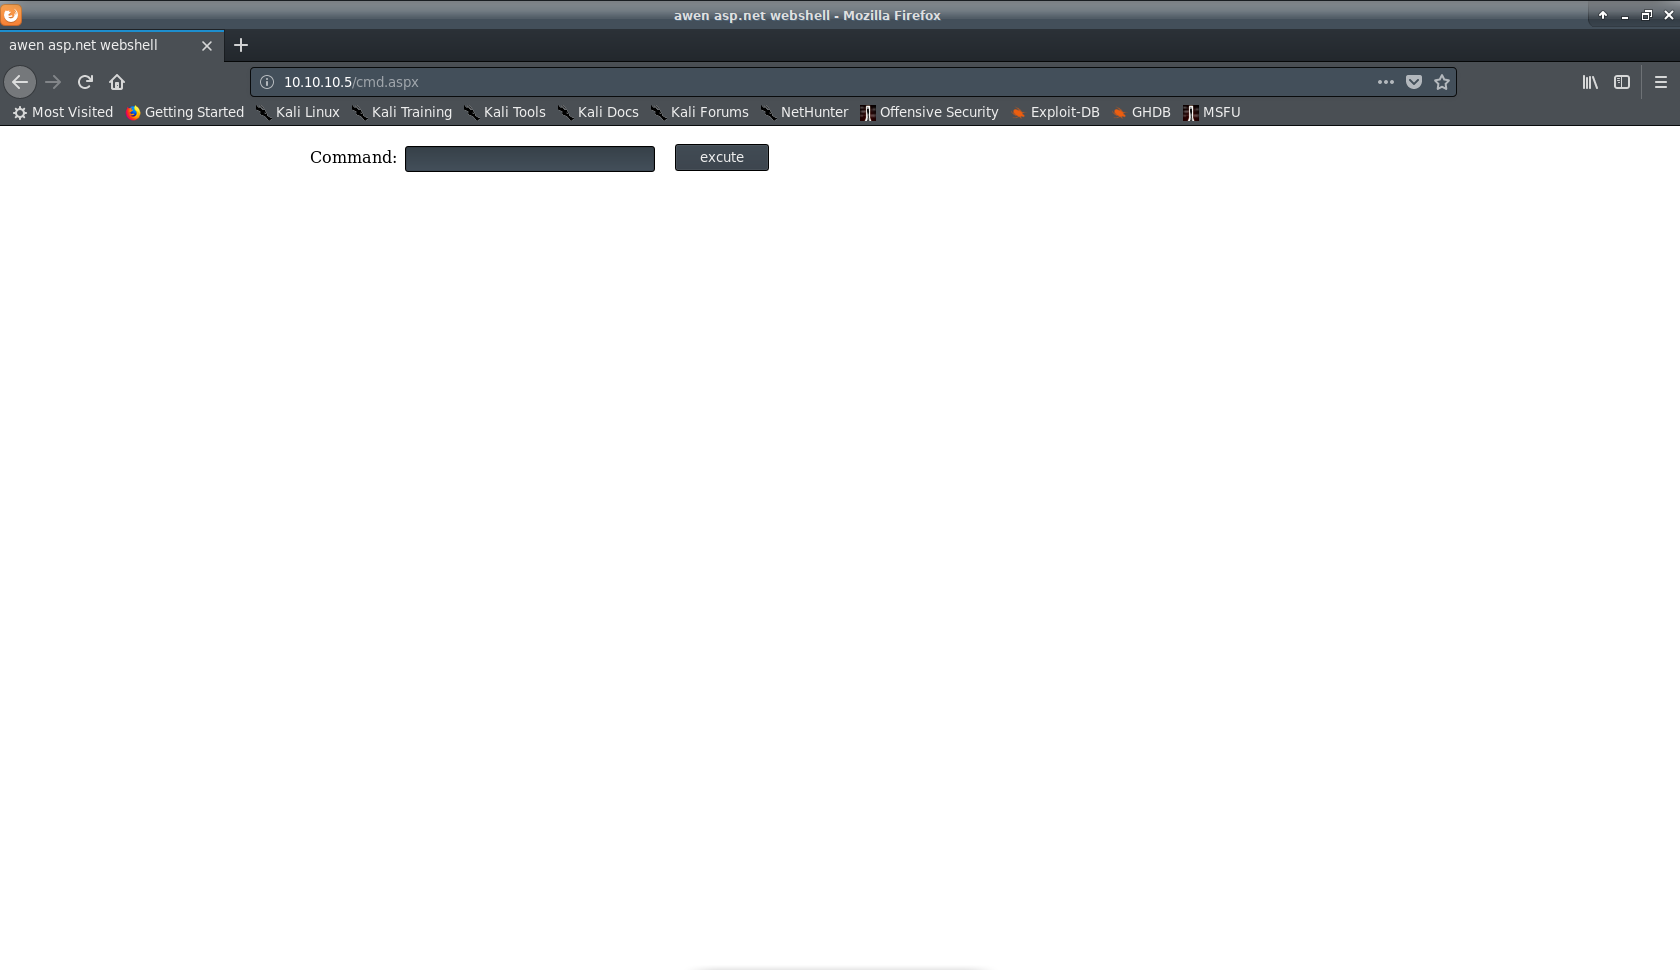 awen asp.net webshell - Mozilla Firefox
awen asp.net webshell
10.10.10.5/cmd.aspx
Most Visited Getting Started Kali Linux Kali Training Kali Tools Kali Docs Kali Forums NetHunter Offensive Security Exploit-DB GHDB MSFU
Command: excute